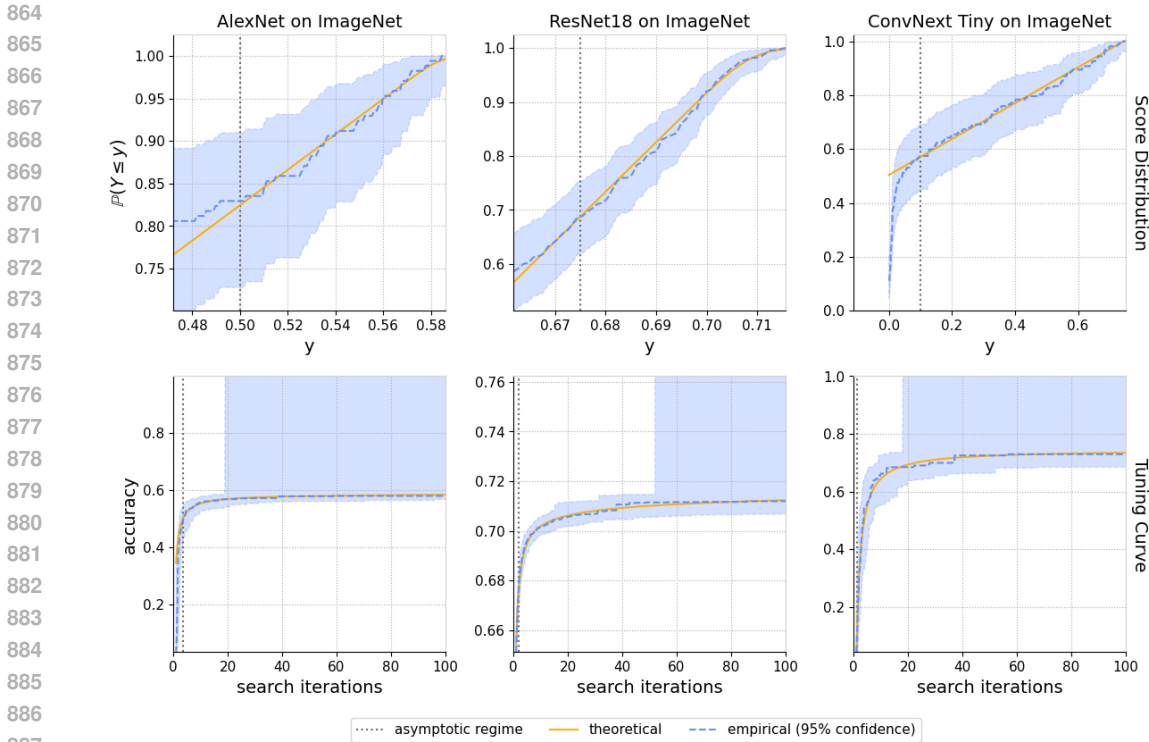 864
865
866
867
868
869
870
871
872
873
874
875
876
877
878
879
880
881
882
883
884
885
886
AlexNet on ImageNet
ResNet18 on ImageNet
ConvNext Tiny on ImageNet
1.00
0.95
0.90
0.85
0.80
0.75
ℙ(Y ≤ y)
0.48 0.50 0.52 0.54 0.56 0.58
y
1.0
0.9
0.8
0.7
0.6
0.67 0.68 0.69 0.70 0.71
y
1.0
0.8
0.6
0.4
0.2
0.0
0.0 0.2 0.4 0.6
y
Score Distribution
0.8
0.6
0.4
0.2
accuracy
0 20 40 60 80 100
search iterations
0.76
0.74
0.72
0.70
0.68
0.66
0 20 40 60 80 100
search iterations
1.0
0.8
0.6
0.4
0.2
0 20 40 60 80 100
search iterations
Tuning Curve
asymptotic regime theoretical empirical (95% confidence)